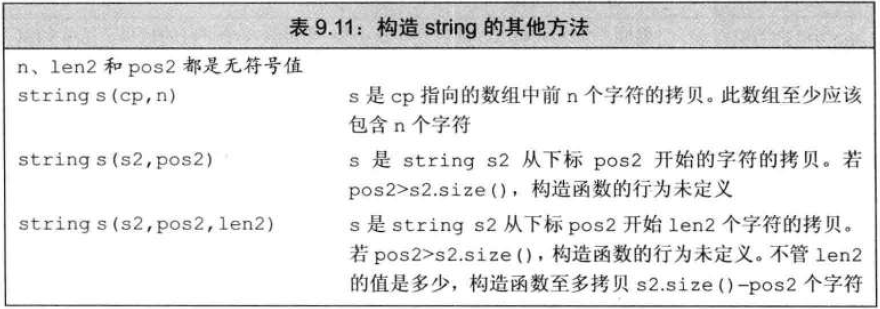 表 9.11：构造 string 的其他方法
n、len2 和 pos2 都是无符号值
string s(cp,n)
s 是 cp 指向的数组中前 n 个字符的拷贝。此数组至少应该
包含 n 个字符
string s(s2,pos2)
s 是 string s2 从下标 pos2 开始的字符的拷贝。若
pos2>s2.size()，构造函数的行为未定义
string s(s2,pos2,len2)
s 是 string s2 从下标 pos2 开始 len2 个字符的拷贝。
若 pos2>s2.size()，构造函数的行为未定义。不管 len2
的值是多少，构造函数至多拷贝 s2.size()–pos2 个字符